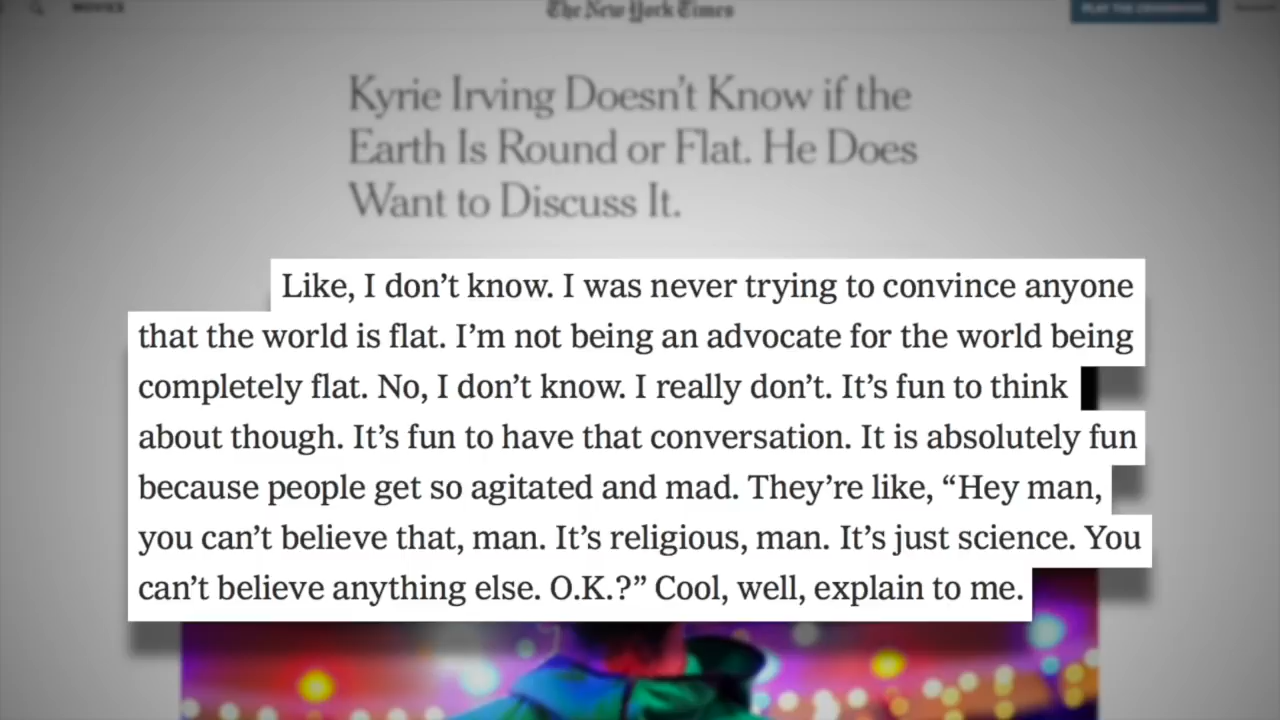 MOVIES
The New York Times
PLAY THE CROSSWORD
Kyrie Irving Doesn't Know if the
Earth Is Round or Flat. He Does
Want to Discuss It.
Like, I don't know. I was never trying to convince anyone
that the world is flat. I'm not being an advocate for the world being
completely flat. No, I don't know. I really don't. It's fun to think
about though. It's fun to have that conversation. It is absolutely fun
because people get so agitated and mad. They're like, “Hey man,
you can't believe that, man. It's religious, man. It's just science. You
can't believe anything else. O.K.?” Cool, well, explain to me.